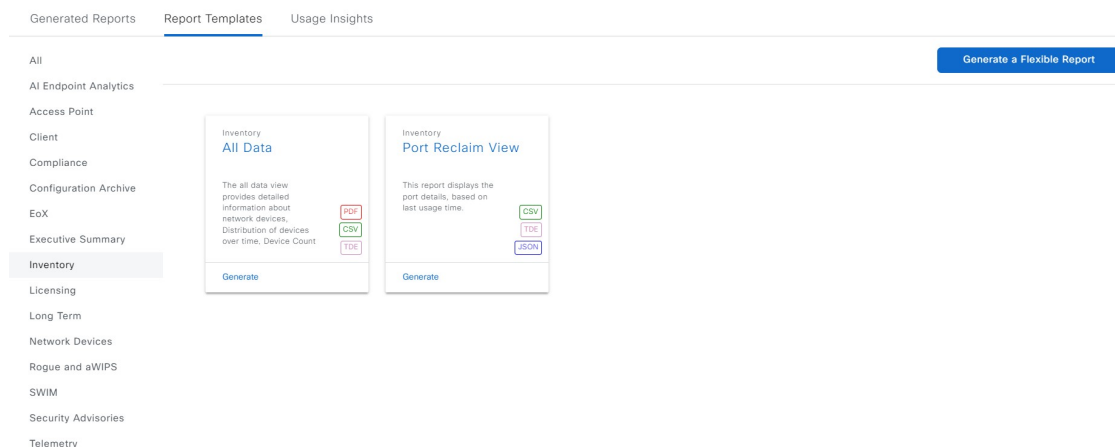 Generated Reports
Report Templates
Usage Insights
Generate a Flexible Report
All
AI Endpoint Analytics
Access Point
Client
Compliance
Configuration Archive
EoX
Executive Summary
Inventory
Licensing
Long Term
Network Devices
Rogue and aWIPS
SWIM
Security Advisories
Telemetry
Inventory
All Data
The all data view
provides detailed
information about
network devices,
Distribution of devices
over time, Device Count
PDF
CSV
TDE
Generate
Inventory
Port Reclaim View
This report displays the
port details, based on
last usage time.
CSV
TDE
JSON
Generate